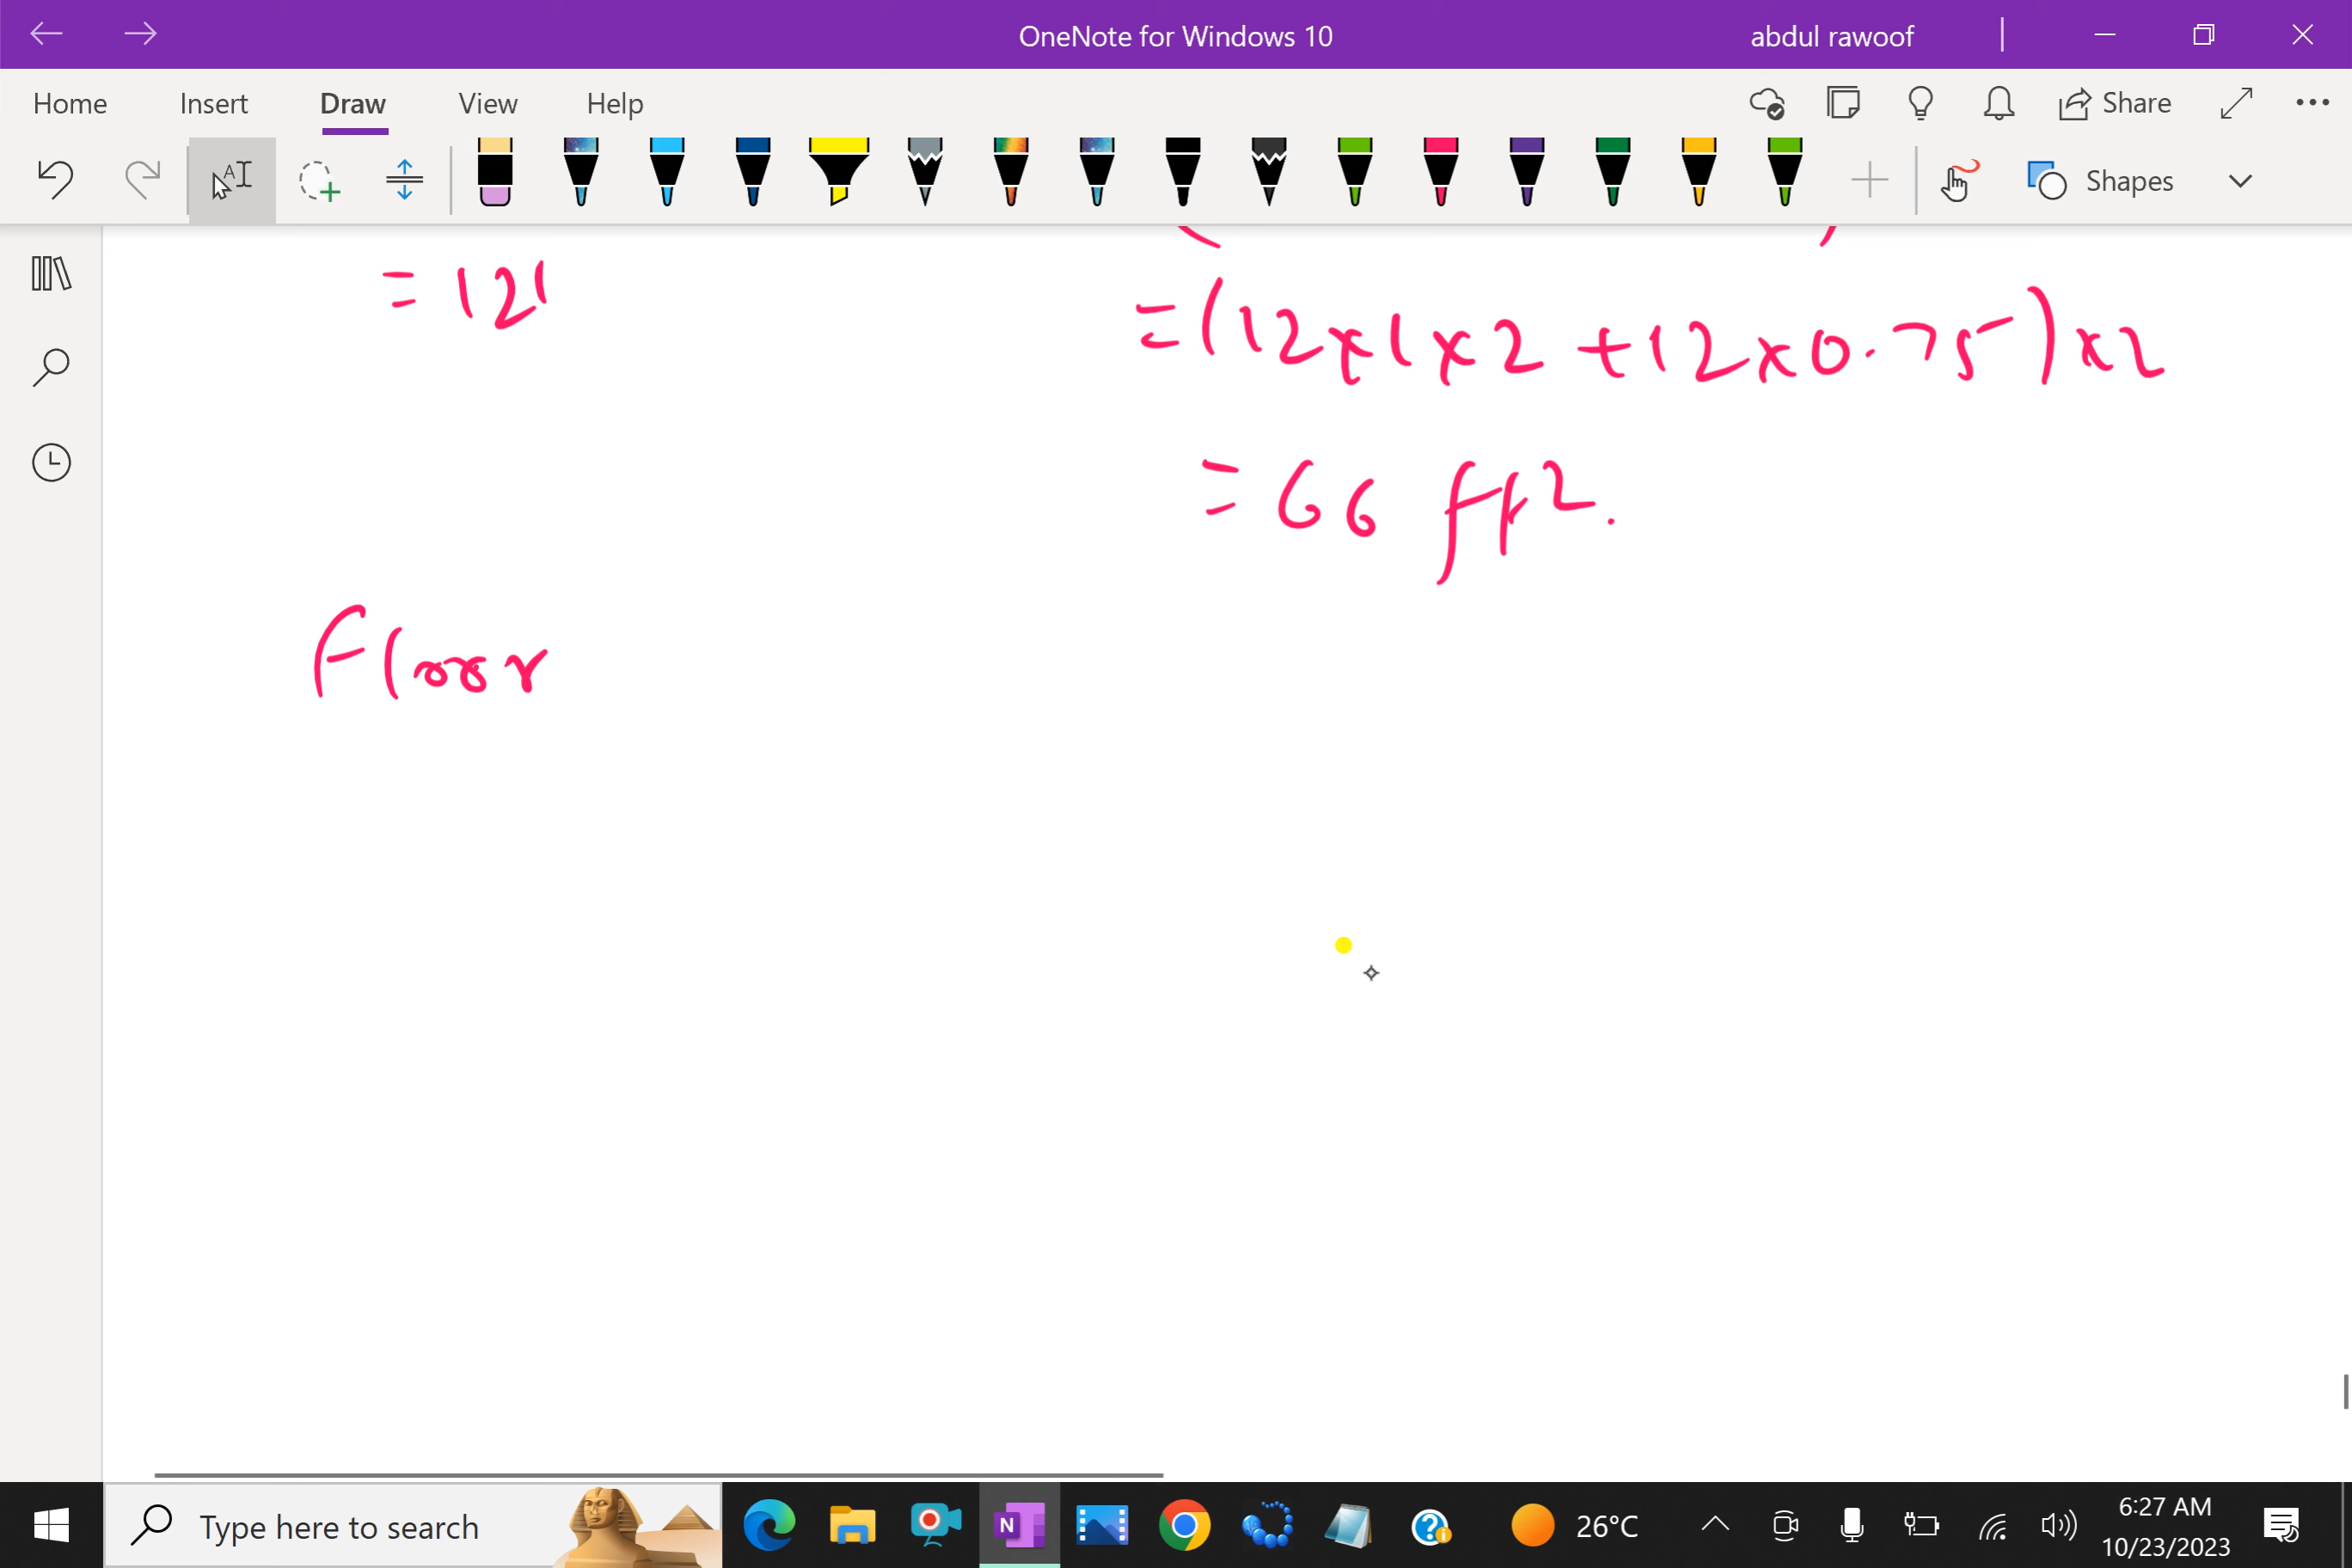 OneNote for Windows 10
abdul rawoof
Home Insert Draw View Help
Share
Shapes
= 12'
= (12×1×2 + 12×0.75)×2
= 66 ft².
Floor
Type here to search
26°C
6:27 AM
10/23/2023